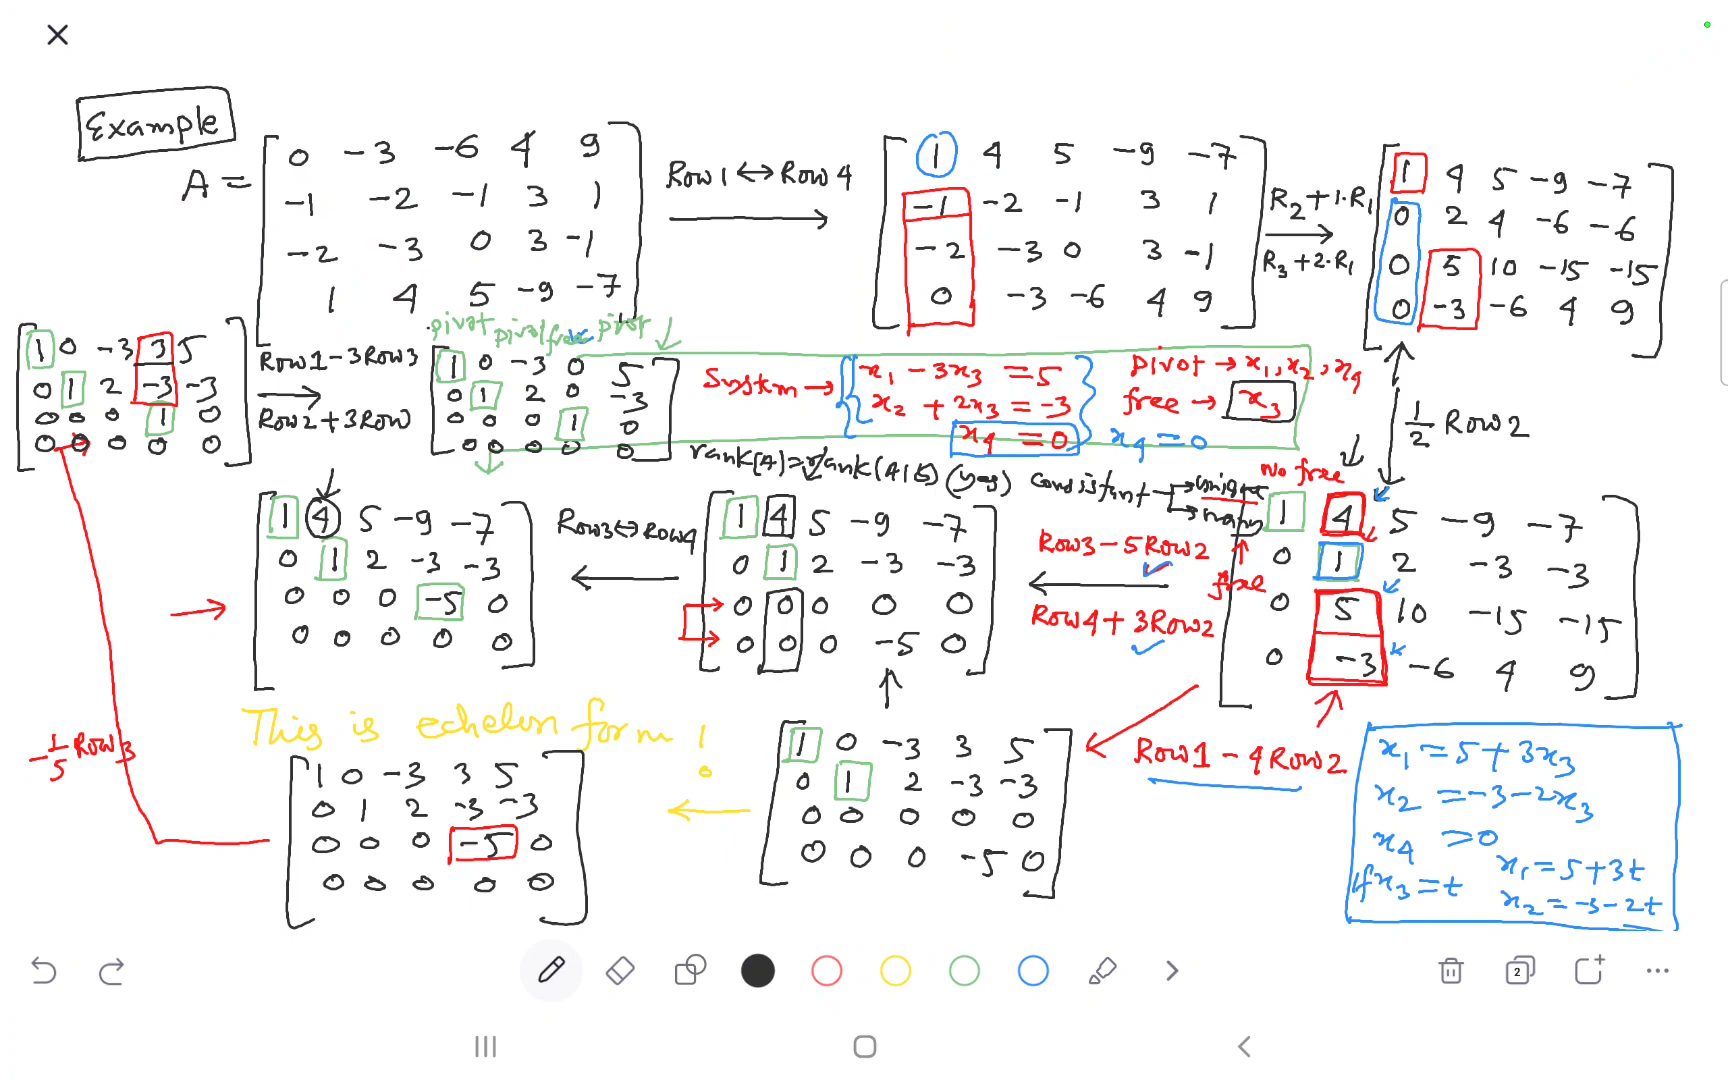 Example
A =
0 -3 -6 4 9
-1 -2 -1 3 1
-2 -3 0 3 -1
1 4 5 -9 -7
Row1 ↔ Row4
1 4 5 -9 -7
-1 -2 -1 3 1
-2 -3 0 3 -1
0 -3 -6 4 9
R2+1·R1
R3+2·R1
1 4 5 -9 -7
0 2 4 -6 -6
0 5 10 -15 -15
0 -3 -6 4 9
1/2 Row2
1 0 -3 3 5
0 1 2 -3 -3
0 0 0 1 0
0 0 0 0 0
Row1-3Row3
Row2+3Row
pivot pivot free pivot
1 0 -3 0 5
0 1 2 0 -3
0 0 0 1 0
0 0 0 0 0
System →
x1 - 3x3 = 5
x2 + 2x3 = -3
x4 = 0
x4 = 0
pivot → x1, x2, x4
free → x3
rank(A) = rank(A|b) (yes) consistent → unique
→ many
No free
free
1 4 5 -9 -7
0 1 2 -3 -3
0 5 10 -15 -15
0 -3 -6 4 9
Row3-5Row2
Row4+3Row2
1 4 5 -9 -7
0 1 2 -3 -3
0 0 0 0 0
0 0 0 -5 0
Row3↔Row4
1 4 5 -9 -7
0 1 2 -3 -3
0 0 0 -5 0
0 0 0 0 0
Row1-4Row2
1 0 -3 3 5
0 1 2 -3 -3
0 0 0 0 0
0 0 0 -5 0
This is echelon form !
1 0 -3 3 5
0 1 2 -3 -3
0 0 0 -5 0
0 0 0 0 0
-1/5 Row3
x1 = 5+3x3
x2 = -3-2x3
x4 = 0
if x3 = t x1 = 5+3t
x2 = -3-2t
2